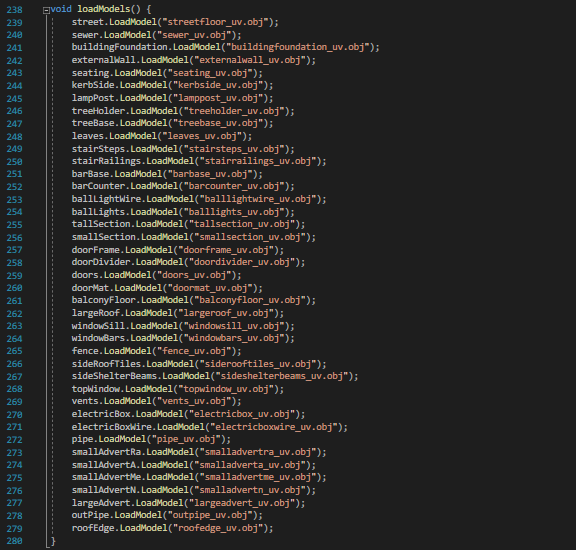 238 void loadModels() {
239 street.LoadModel("streetfloor_uv.obj");
240 sewer.LoadModel("sewer_uv.obj");
241 buildingFoundation.LoadModel("buildingfoundation_uv.obj");
242 externalWall.LoadModel("externalwall_uv.obj");
243 seating.LoadModel("seating_uv.obj");
244 kerbSide.LoadModel("kerbside_uv.obj");
245 lampPost.LoadModel("lamppost_uv.obj");
246 treeHolder.LoadModel("treeholder_uv.obj");
247 treeBase.LoadModel("treebase_uv.obj");
248 leaves.LoadModel("leaves_uv.obj");
249 stairSteps.LoadModel("stairsteps_uv.obj");
250 stairRailings.LoadModel("stairrailings_uv.obj");
251 barBase.LoadModel("barbase_uv.obj");
252 barCounter.LoadModel("barcounter_uv.obj");
253 ballLightWire.LoadModel("balllightwire_uv.obj");
254 ballLights.LoadModel("balllights_uv.obj");
255 tallSection.LoadModel("tallsection_uv.obj");
256 smallSection.LoadModel("smallsection_uv.obj");
257 doorFrame.LoadModel("doorframe_uv.obj");
258 doorDivider.LoadModel("doordivider_uv.obj");
259 doors.LoadModel("doors_uv.obj");
260 doorMat.LoadModel("doormat_uv.obj");
261 balconyFloor.LoadModel("balconyfloor_uv.obj");
262 largeRoof.LoadModel("largeroof_uv.obj");
263 windowSill.LoadModel("windowsill_uv.obj");
264 windowBars.LoadModel("windowbars_uv.obj");
265 fence.LoadModel("fence_uv.obj");
266 sideRoofTiles.LoadModel("siderooftiles_uv.obj");
267 sideShelterBeams.LoadModel("sideshelterbeams_uv.obj");
268 topWindow.LoadModel("topwindow_uv.obj");
269 vents.LoadModel("vents_uv.obj");
270 electricBox.LoadModel("electricbox_uv.obj");
271 electricBoxWire.LoadModel("electricboxwire_uv.obj");
272 pipe.LoadModel("pipe_uv.obj");
273 smallAdvertRa.LoadModel("smalladvertra_uv.obj");
274 smallAdvertA.LoadModel("smalladverta_uv.obj");
275 smallAdvertMe.LoadModel("smalladvertme_uv.obj");
276 smallAdvertN.LoadModel("smalladvertn_uv.obj");
277 largeAdvert.LoadModel("largeadvert_uv.obj");
278 outPipe.LoadModel("outpipe_uv.obj");
279 roofEdge.LoadModel("roofedge_uv.obj");
280 }